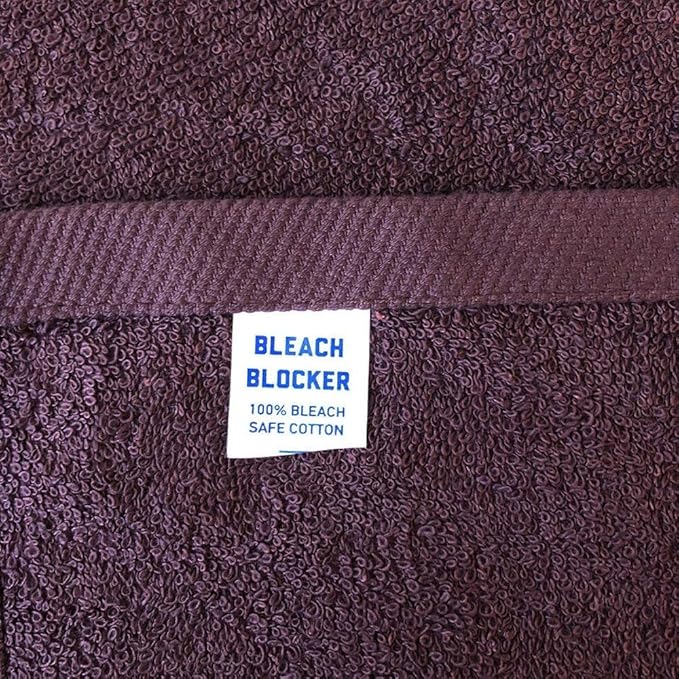 BLEACH
BLOCKER
100% BLEACH
SAFE COTTON